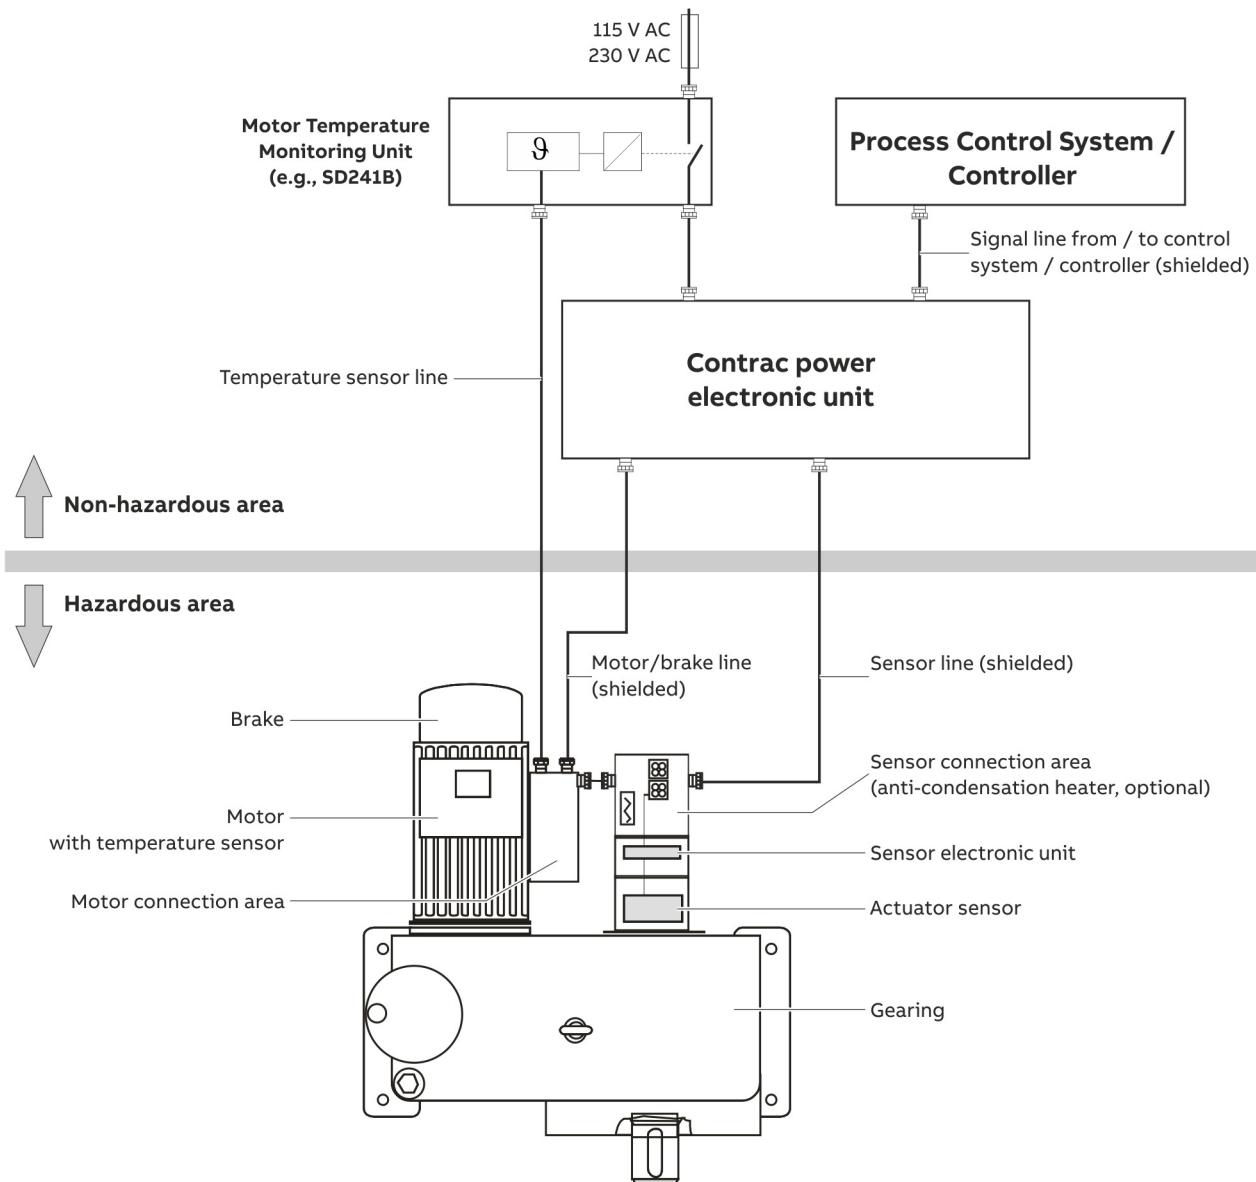 115 V AC
230 V AC
Motor Temperature
Monitoring Unit
(e.g., SD241B)
ϑ
Process Control System /
Controller
Signal line from / to control
system / controller (shielded)
Contrac power
electronic unit
Temperature sensor line
Non-hazardous area
Hazardous area
Motor/brake line
(shielded)
Sensor line (shielded)
Brake
Sensor connection area
(anti-condensation heater, optional)
Motor
with temperature sensor
Sensor electronic unit
Motor connection area
Actuator sensor
Gearing